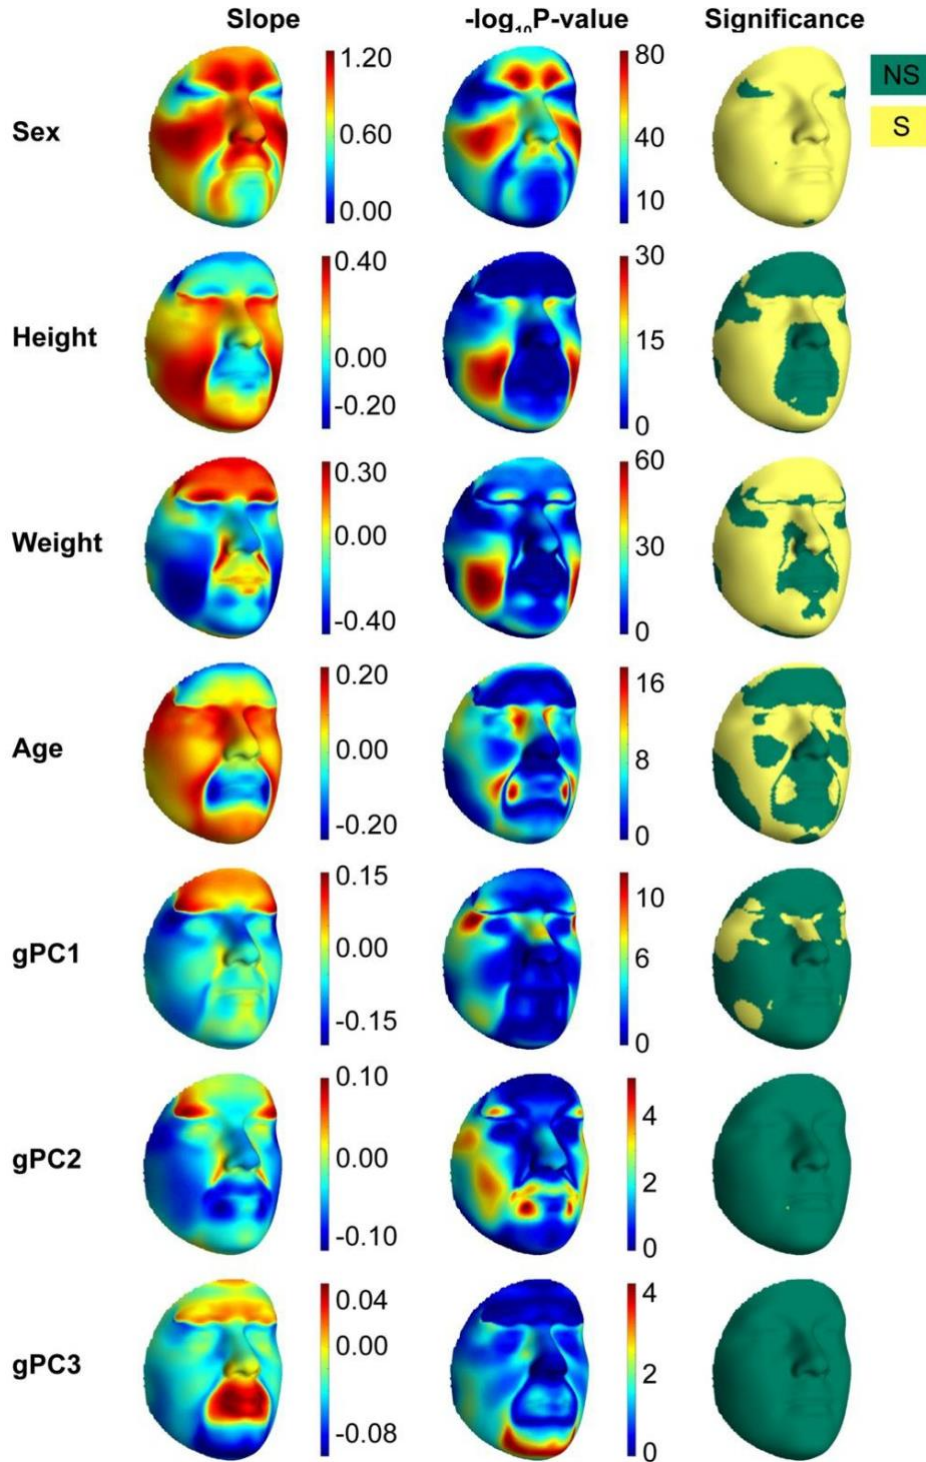 Slope -log₁₀P-value Significance
Sex 1.20 0.60 0.00 80 40 10 NS S
Height 0.40 0.00 -0.20 30 15 0
Weight 0.30 0.00 -0.40 60 30 0
Age 0.20 0.00 -0.20 16 8 0
gPC1 0.15 0.00 -0.15 10 6 0
gPC2 0.10 0.00 -0.10 4 2 0
gPC3 0.04 0.00 -0.08 4 2 0